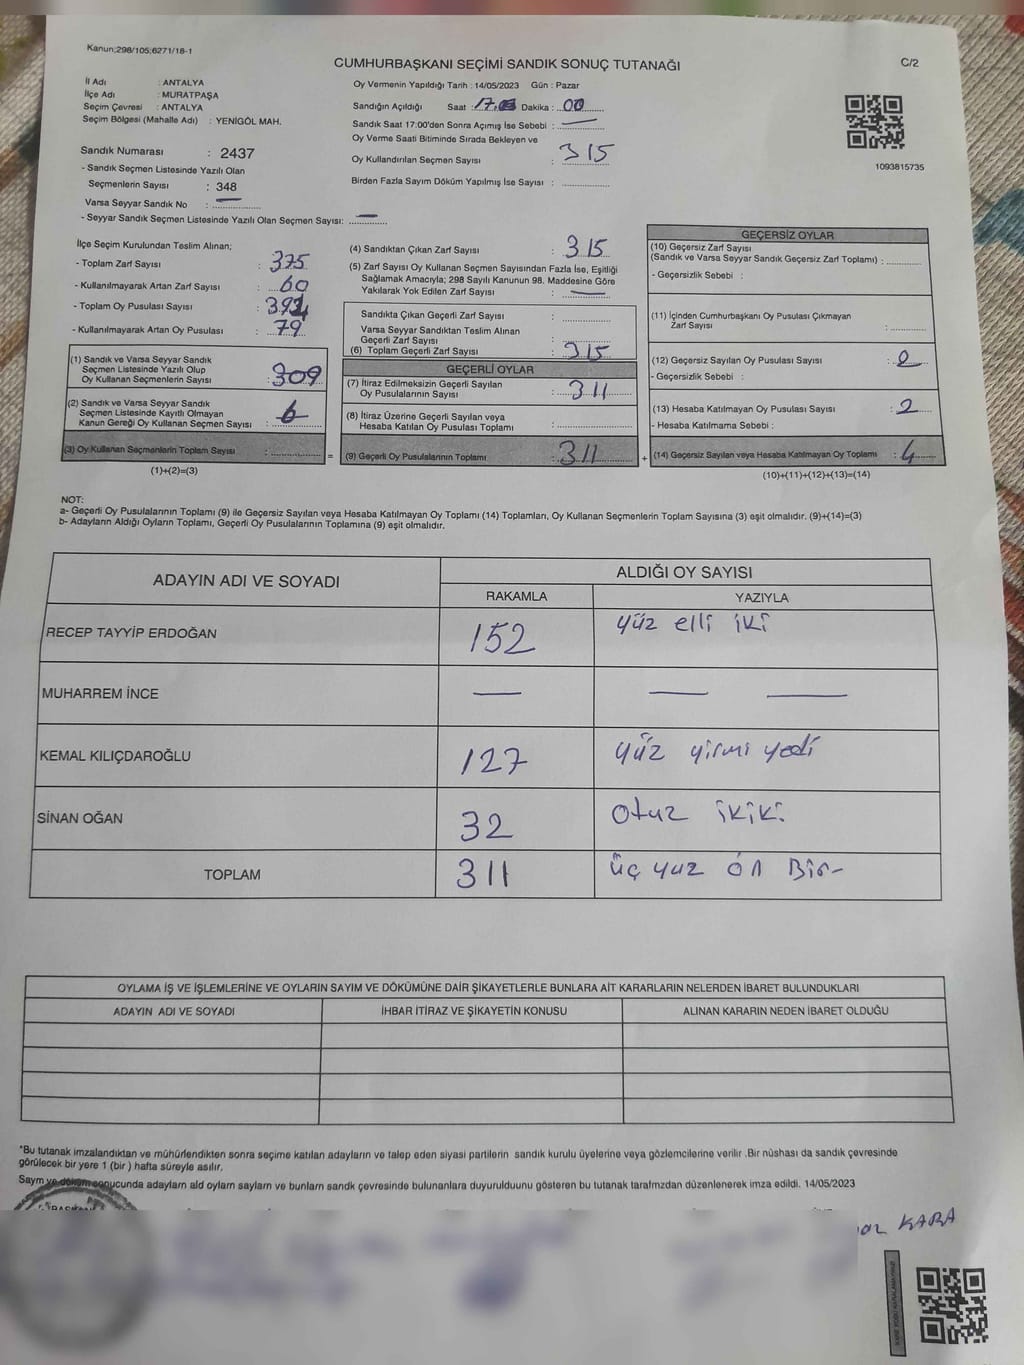 Kanun;298/105;6271/18-1
CUMHURBAŞKANI SEÇİMİ SANDIK SONUÇ TUTANAĞI
C/2
İl Adı : ANTALYA
İlçe Adı : MURATPAŞA
Seçim Çevresi : ANTALYA
Seçim Bölgesi (Mahalle Adı) : YENİGÖL MAH.
Sandık Numarası : 2437
- Sandık Seçmen Listesinde Yazılı Olan
Seçmenlerin Sayısı : 348
Varsa Seyyar Sandık No : —
- Seyyar Sandık Seçmen Listesinde Yazılı Olan Seçmen Sayısı: —
Oy Vermenin Yapıldığı Tarih : 14/05/2023 Gün : Pazar
Sandığın Açıldığı Saat : 17. Dakika : 00
Sandık Saat 17:00'den Sonra Açımış İse Sebebi : —
Oy Verme Saati Bitiminde Sırada Bekleyen ve
Oy Kullandırılan Seçmen Sayısı : 315
Birden Fazla Sayım Döküm Yapılmış İse Sayısı :
1093815735
İlçe Seçim Kurulundan Teslim Alınan;
- Toplam Zarf Sayısı : 375
- Kullanılmayarak Artan Zarf Sayısı : 60
- Toplam Oy Pusulası Sayısı : 394
- Kullanılmayarak Artan Oy Pusulası : 79
(1) Sandık ve Varsa Seyyar Sandık
Seçmen Listesinde Yazılı Olup
Oy Kullanan Seçmenlerin Sayısı : 309
(2) Sandık ve Varsa Seyyar Sandık
Seçmen Listesinde Kayıtlı Olmayan
Kanun Gereği Oy Kullanan Seçmen Sayısı : 6
(3) Oy Kullanan Seçmenlerin Toplam Sayısı : =
(1)+(2)=(3)
(4) Sandıktan Çıkan Zarf Sayısı : 315
(5) Zarf Sayısı Oy Kullanan Seçmen Sayısından Fazla İse, Eşitliği
Sağlamak Amacıyla; 298 Sayılı Kanunun 98. Maddesine Göre
Yakılarak Yok Edilen Zarf Sayısı : —
Sandıkta Çıkan Geçerli Zarf Sayısı :
Varsa Seyyar Sandıktan Teslim Alınan
Geçerli Zarf Sayısı :
(6) Toplam Geçerli Zarf Sayısı : 315
GEÇERLİ OYLAR
(7) İtiraz Edilmeksizin Geçerli Sayılan
Oy Pusulalarının Sayısı : 311
(8) İtiraz Üzerine Geçerli Sayılan veya
Hesaba Katılan Oy Pusulası Toplamı :
(9) Geçerli Oy Pusulalarının Toplamı : 311 +
GEÇERSİZ OYLAR
(10) Geçersiz Zarf Sayısı
(Sandık ve Varsa Seyyar Sandık Geçersiz Zarf Toplamı) :
- Geçersizlik Sebebi :
(11) İçinden Cumhurbaşkanı Oy Pusulası Çıkmayan
Zarf Sayısı :
(12) Geçersiz Sayılan Oy Pusulası Sayısı : 2
- Geçersizlik Sebebi :
(13) Hesaba Katılmayan Oy Pusulası Sayısı : 2
- Hesaba Katılmama Sebebi :
(14) Geçersiz Sayılan veya Hesaba Katılmayan Oy Toplamı : 4
(10)+(11)+(12)+(13)=(14)
NOT:
a- Geçerli Oy Pusulalarının Toplamı (9) ile Geçersiz Sayılan veya Hesaba Katılmayan Oy Toplamı (14) Toplamları, Oy Kullanan Seçmenlerin Toplam Sayısına (3) eşit olmalıdır. (9)+(14)=(3)
b- Adayların Aldığı Oyların Toplamı, Geçerli Oy Pusulalarının Toplamına (9) eşit olmalıdır.
ADAYIN ADI VE SOYADI
ALDIĞI OY SAYISI
RAKAMLA
YAZIYLA
RECEP TAYYİP ERDOĞAN 152 yüz elli iki
MUHARREM İNCE — — —
KEMAL KILIÇDAROĞLU 127 yüz yirmi yedi
SİNAN OĞAN 32 Otuz ikiki.
TOPLAM 311 üç yuz ón Bir-
OYLAMA İŞ VE İŞLEMLERİNE VE OYLARIN SAYIM VE DÖKÜMÜNE DAİR ŞİKAYETLERLE BUNLARA AİT KARARLARIN NELERDEN İBARET BULUNDUKLARI
ADAYIN ADI VE SOYADI
İHBAR İTİRAZ VE ŞİKAYETİN KONUSU
ALINAN KARARIN NEDEN İBARET OLDUĞU
*Bu tutanak imzalandıktan ve mühürlendikten sonra seçime katılan adayların ve talep eden siyasi partilerin sandık kurulu üyelerine veya gözlemcilerine verilir .Bir nüshası da sandık çevresinde
görülecek bir yere 1 (bir) hafta süreyle asılır.
Sayım ve döküm sonucunda adayların ald oyların sayların ve bunların sandk çevresinde bulunanlara duyurulduunu gösteren bu tutanak tarafmzdan düzenlenerek imza edildi. 14/05/2023
KARA